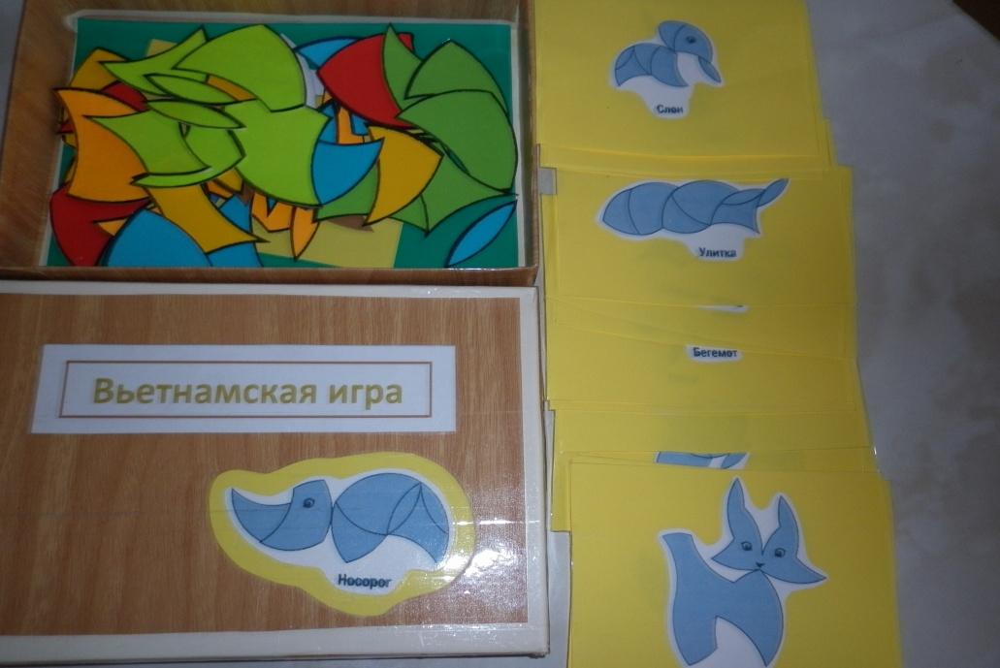 Слон
Улитка
Бегемот
Вьетнамская игра
Носорог